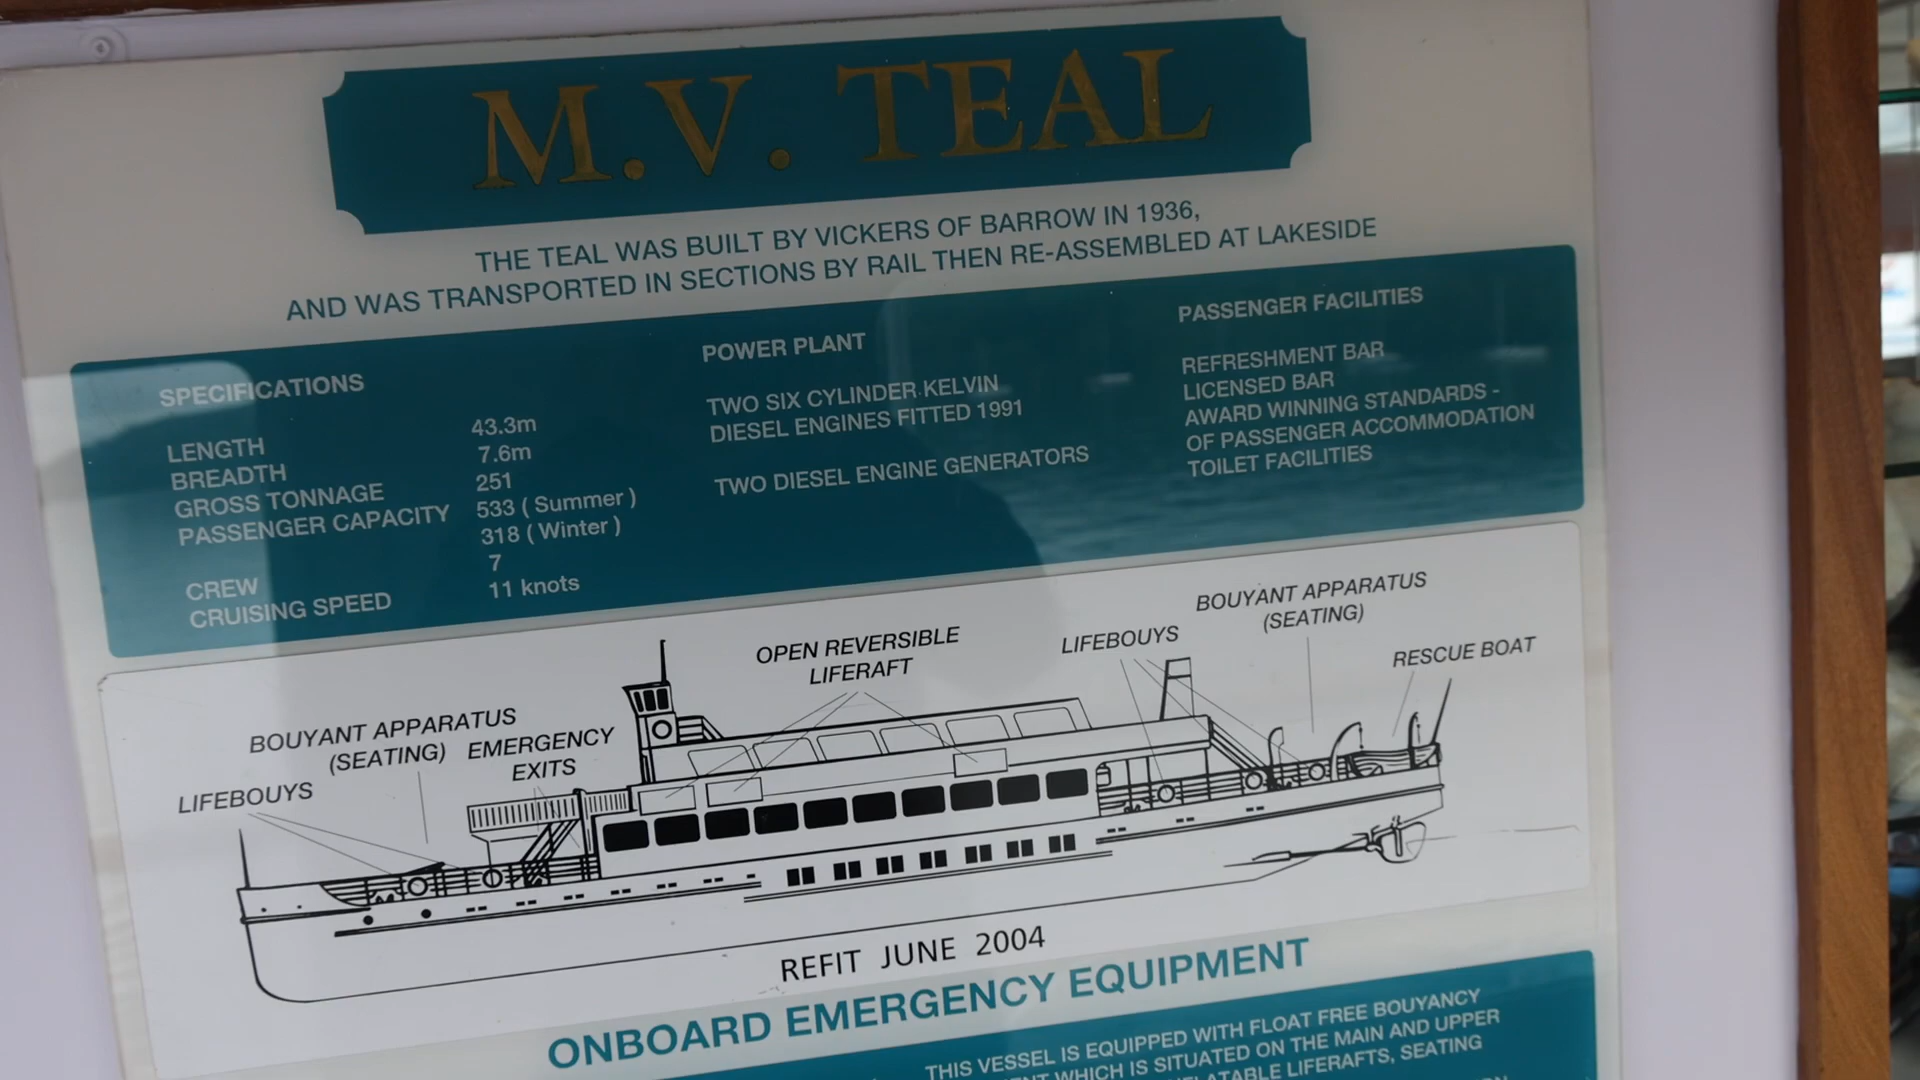 M.V. TEAL
THE TEAL WAS BUILT BY VICKERS OF BARROW IN 1936,
AND WAS TRANSPORTED IN SECTIONS BY RAIL THEN RE-ASSEMBLED AT LAKESIDE
SPECIFICATIONS
LENGTH 43.3m
BREADTH 7.6m
GROSS TONNAGE 251
PASSENGER CAPACITY 533 ( Summer )
318 ( Winter )
CREW 7
CRUISING SPEED 11 knots
POWER PLANT
TWO SIX CYLINDER KELVIN
DIESEL ENGINES FITTED 1991
TWO DIESEL ENGINE GENERATORS
PASSENGER FACILITIES
REFRESHMENT BAR
LICENSED BAR
AWARD WINNING STANDARDS -
OF PASSENGER ACCOMMODATION
TOILET FACILITIES
LIFEBOUYS
BOUYANT APPARATUS
(SEATING)
EMERGENCY
EXITS
OPEN REVERSIBLE
LIFERAFT
LIFEBOUYS
BOUYANT APPARATUS
(SEATING)
RESCUE BOAT
REFIT JUNE 2004
ONBOARD EMERGENCY EQUIPMENT
THIS VESSEL IS EQUIPPED WITH FLOAT FREE BOUYANCY
WHICH IS SITUATED ON THE MAIN AND UPPER
LIFERAFTS, SEATING